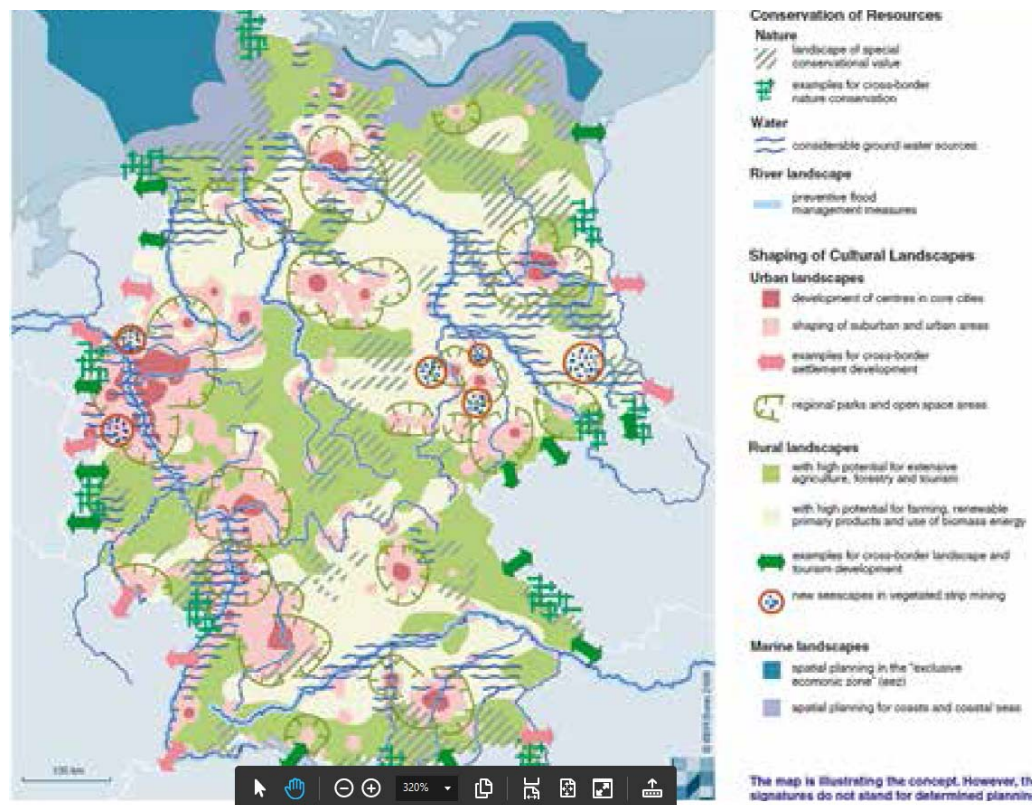 Conservation of Resources
Nature
landscape of special
conservational value
examples for cross-border
nature conservation
Water
considerable ground water sources
River landscape
preventive flood
management measures
Shaping of Cultural Landscapes
Urban landscapes
development of centres in core cities
shaping of suburban and urban areas
examples for cross-border
settlement development
regional parks and open space areas
Rural landscapes
with high potential for extensive
agriculture, forestry and tourism
with high potential for farming, renewable
primary products and use of biomass energy
examples for cross-border landscape and
tourism development
new seescapes in vegetated strip mining
Marine landscapes
spatial planning in the "exclusive
ecomonic zone" (aez)
spatial planning for coasts and coastal seas
100 km
320%
The map is illustrating the concept. However, th
signatures do not stand for determined plannin